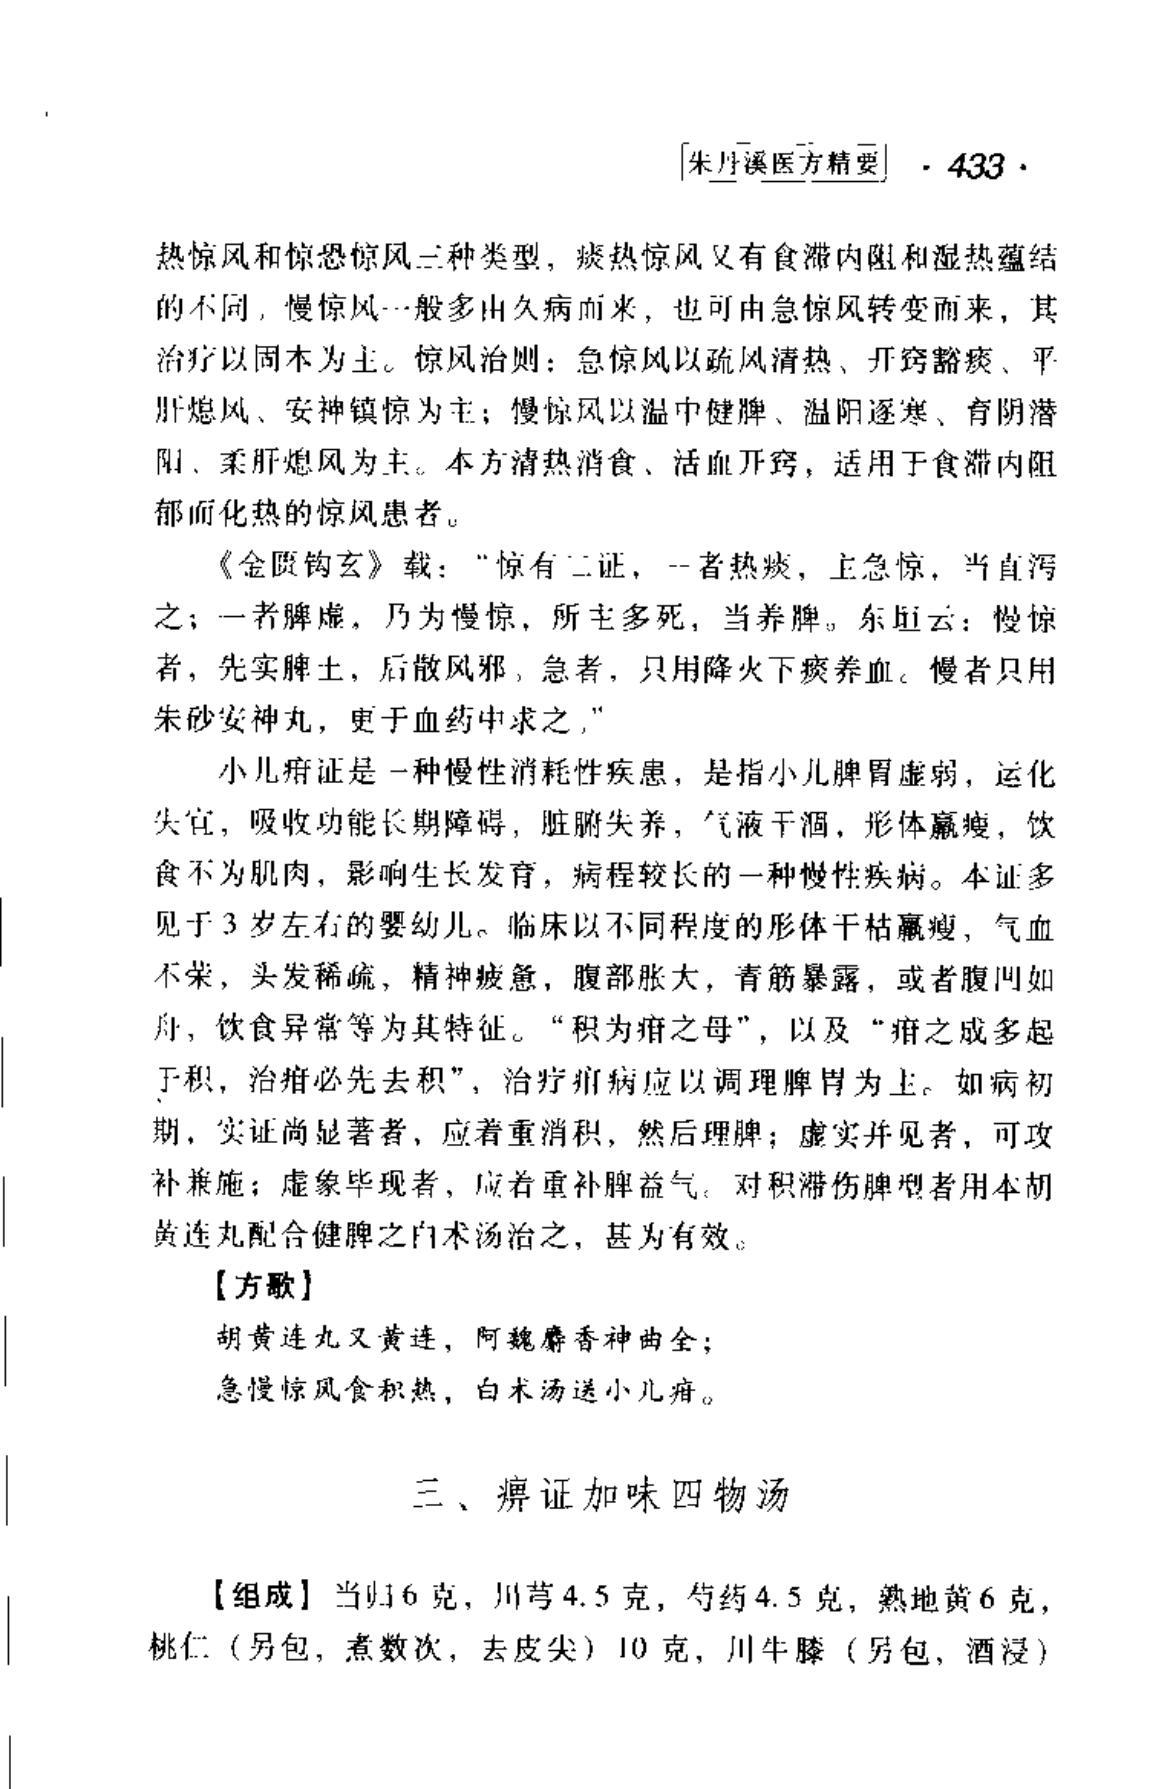 朱丹溪医方精要 · 433 ·
热惊风和惊恐惊风三种类型，痰热惊风又有食滞内阻和湿热蕴结
的不同，慢惊风一般多由久病而来，也可由急惊风转变而来，其
治疗以固本为主。惊风治则：急惊风以疏风清热、开窍豁痰、平
肝熄风、安神镇惊为主；慢惊风以温中健脾、温阳逐寒、育阴潜
阳、柔肝熄风为主。本方清热消食、活血开窍，适用于食滞内阻
郁而化热的惊风患者。
《金匮钩玄》载：“惊有二证，一者热痰，主急惊，当直泻
之；一者脾虚，乃为慢惊，所主多死，当养脾。东垣云：慢惊
者，先实脾土，后散风邪，急者，只用降火下痰养血。慢者只用
朱砂安神丸，更于血药中求之，”
小儿疳证是一种慢性消耗性疾患，是指小儿脾胃虚弱，运化
失宜，吸收功能长期障碍，脏腑失养，气液干涸，形体羸瘦，饮
食不为肌肉，影响生长发育，病程较长的一种慢性疾病。本证多
见于3岁左右的婴幼儿。临床以不同程度的形体干枯羸瘦，气血
不荣，头发稀疏，精神疲惫，腹部胀大，青筋暴露，或者腹凹如
舟，饮食异常等为其特征。“积为疳之母”，以及“疳之成多起
于积，治疳必先去积”，治疗疳病应以调理脾胃为主。如病初
期，实证尚显著者，应着重消积，然后理脾；虚实并见者，可攻
补兼施；虚象毕现者，应着重补脾益气。对积滞伤脾型者用本胡
黄连丸配合健脾之白术汤治之，甚为有效。
【方歌】
胡黄连丸又黄连，阿魏麝香神曲全；
急慢惊风食积热，白术汤送小儿疳。
三、痹证加味四物汤
【组成】当归6克，川芎4.5克，芍药4.5克，熟地黄6克，
桃仁（另包，煮数次，去皮尖）10克，川牛膝（另包，酒浸）